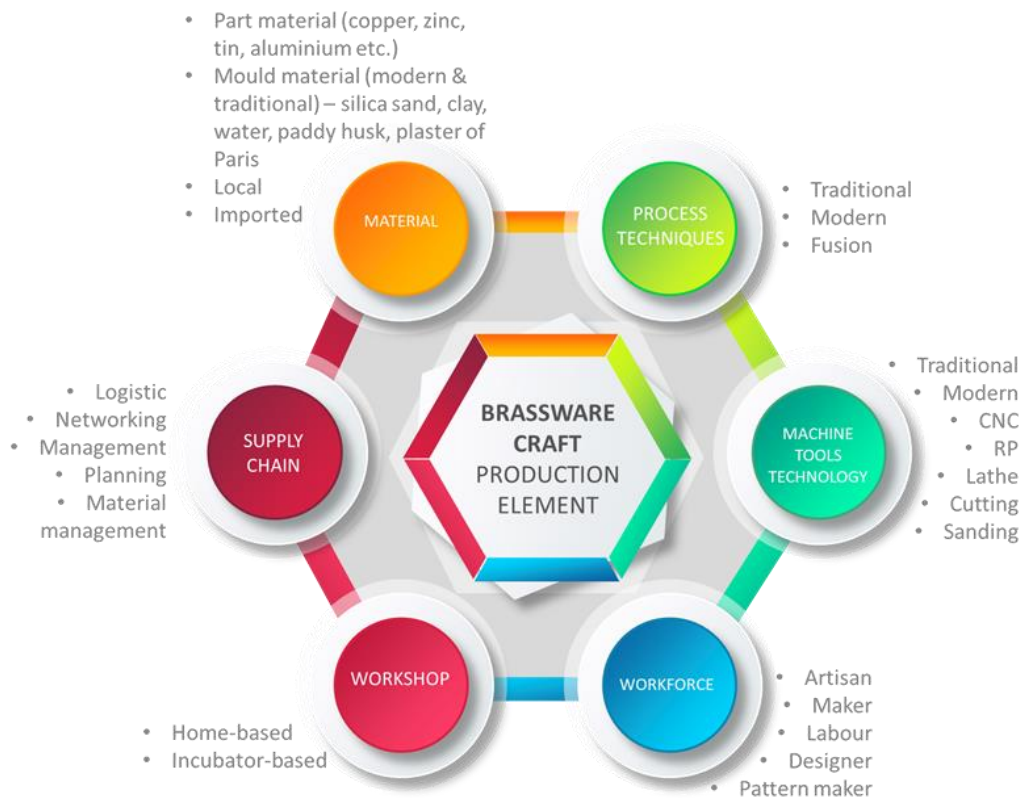 • Part material (copper, zinc,
tin, aluminium etc.)
• Mould material (modern &
traditional) – silica sand, clay,
water, paddy husk, plaster of
Paris
• Local
• Imported
MATERIAL
PROCESS
TECHNIQUES
• Traditional
• Modern
• Fusion
• Logistic
• Networking
• Management
• Planning
• Material
management
SUPPLY
CHAIN
BRASSWARE
CRAFT
PRODUCTION
ELEMENT
MACHINE
TOOLS
TECHNOLOGY
• Traditional
• Modern
• CNC
• RP
• Lathe
• Cutting
• Sanding
WORKSHOP
• Home-based
• Incubator-based
WORKFORCE
• Artisan
• Maker
• Labour
• Designer
• Pattern maker